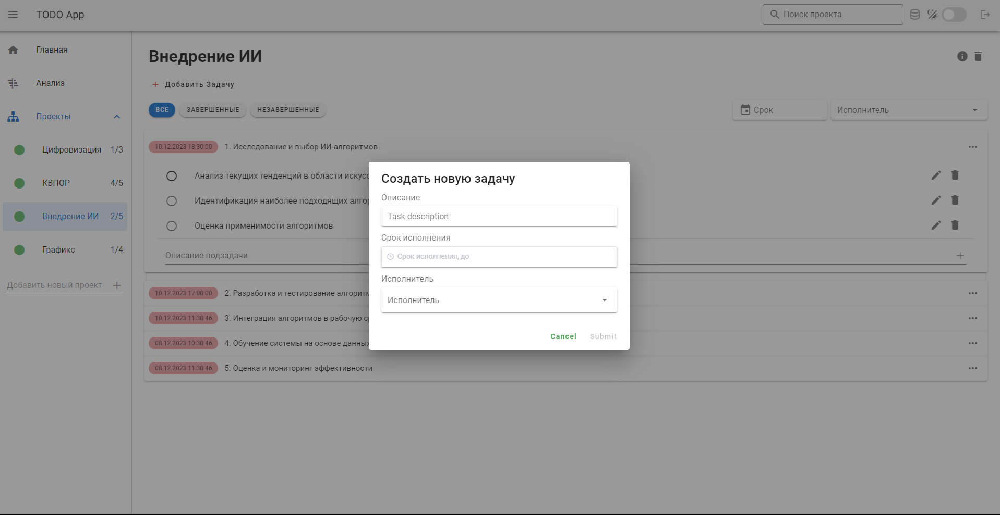 TODO App
Поиск проекта
Главная
Анализ
Проекты
Цифровизация 1/3
КВПОР 4/5
Внедрение ИИ 2/5
Графикс 1/4
Добавить новый проект
Внедрение ИИ
Добавить Задачу
ВСЕ ЗАВЕРШЕННЫЕ НЕЗАВЕРШЕННЫЕ
Срок Исполнитель
10.12.2023 18:30:00 1. Исследование и выбор ИИ-алгоритмов
Анализ текущих тенденций в области
Идентификация наиболее подходящих
Оценка применимости алгоритмов
Описание подзадачи
10.12.2023 17:00:00 2. Разработка и тестирование
10.12.2023 11:30:46 3. Интеграция алгоритмов в рабочую
08.12.2023 10:30:46 4. Обучение системы на основе данных
08.12.2023 11:30:46 5. Оценка и мониторинг эффективности
Создать новую задачу
Описание
Task description
Срок исполнения
Срок исполнения, до
Исполнитель
Исполнитель
Cancel Submit